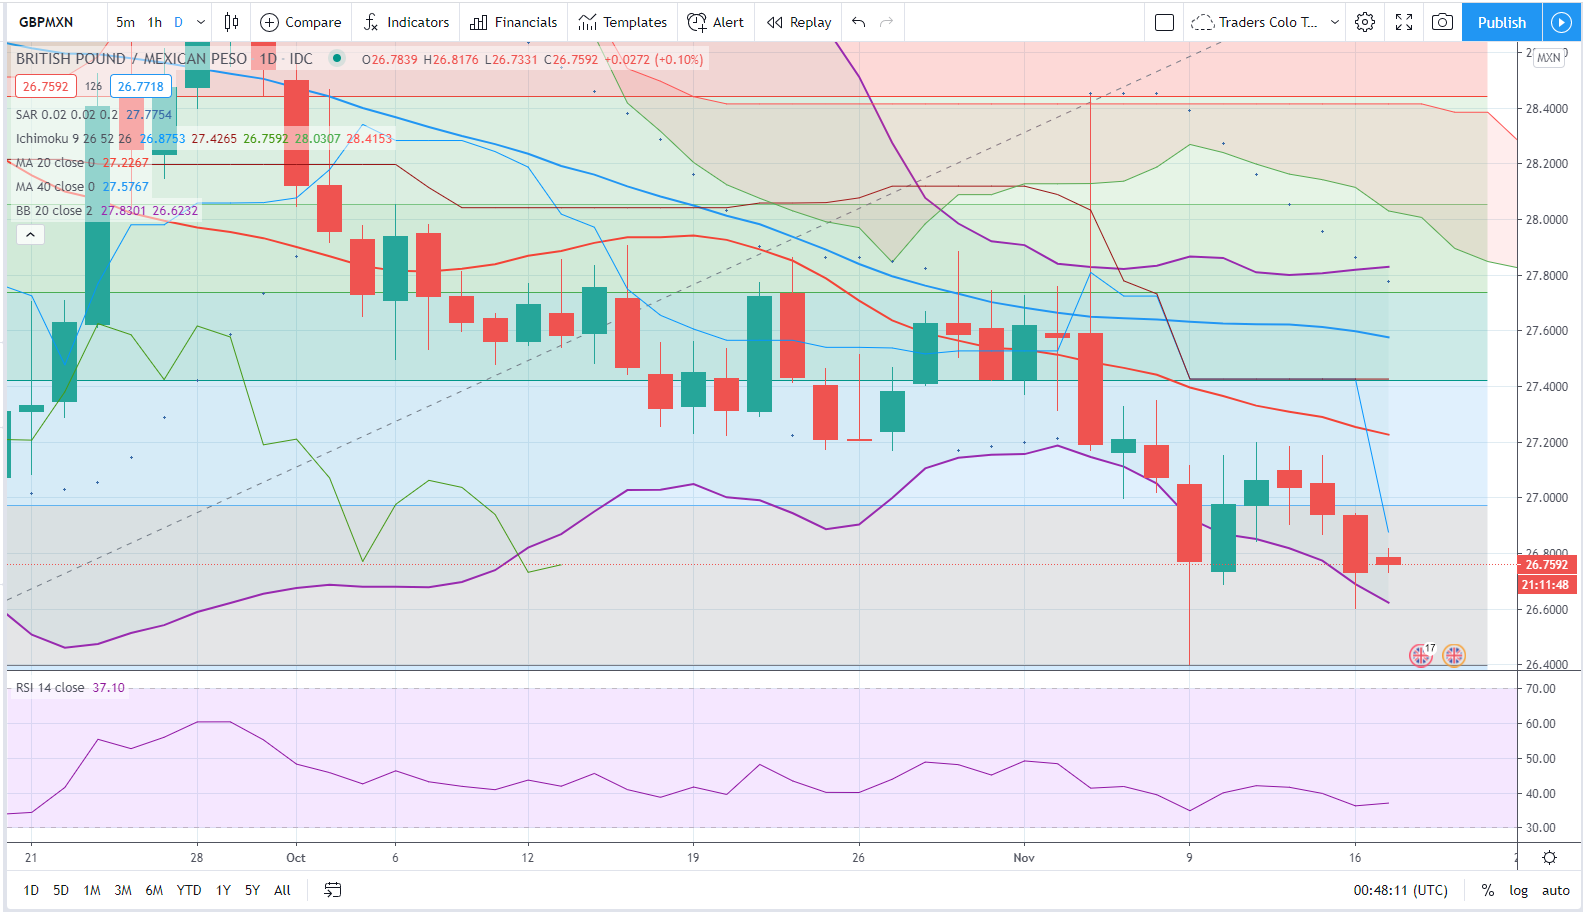 GBPMXN 5m 1h D Compare Indicators Financials Templates Alert Replay Traders Colo T... Publish
BRITISH POUND / MEXICAN PESO 1D IDC O26.7839 H26.8176 L26.7331 C26.7592 +0.0272 (+0.10%)
MXN
26.7592 126 26.7718
SAR 0.02 0.02 0.2 27.7754
Ichimoku 9 26 52 26 26.8753 27.4265 26.7592 28.0307 28.4153
MA 20 close 0 27.2267
MA 40 close 0 27.5767
BB 20 close 2 27.8301 26.6232
28.4000
28.2000
28.0000
27.8000
27.6000
27.4000
27.2000
27.0000
26.8000
26.7592
21:11:48
26.6000
26.4000
17
RSI 14 close 37.10
70.00
60.00
50.00
40.00
30.00
21 28 Oct 6 12 19 26 Nov 9 16
1D 5D 1M 3M 6M YTD 1Y 5Y All 00:48:11 (UTC) % log auto